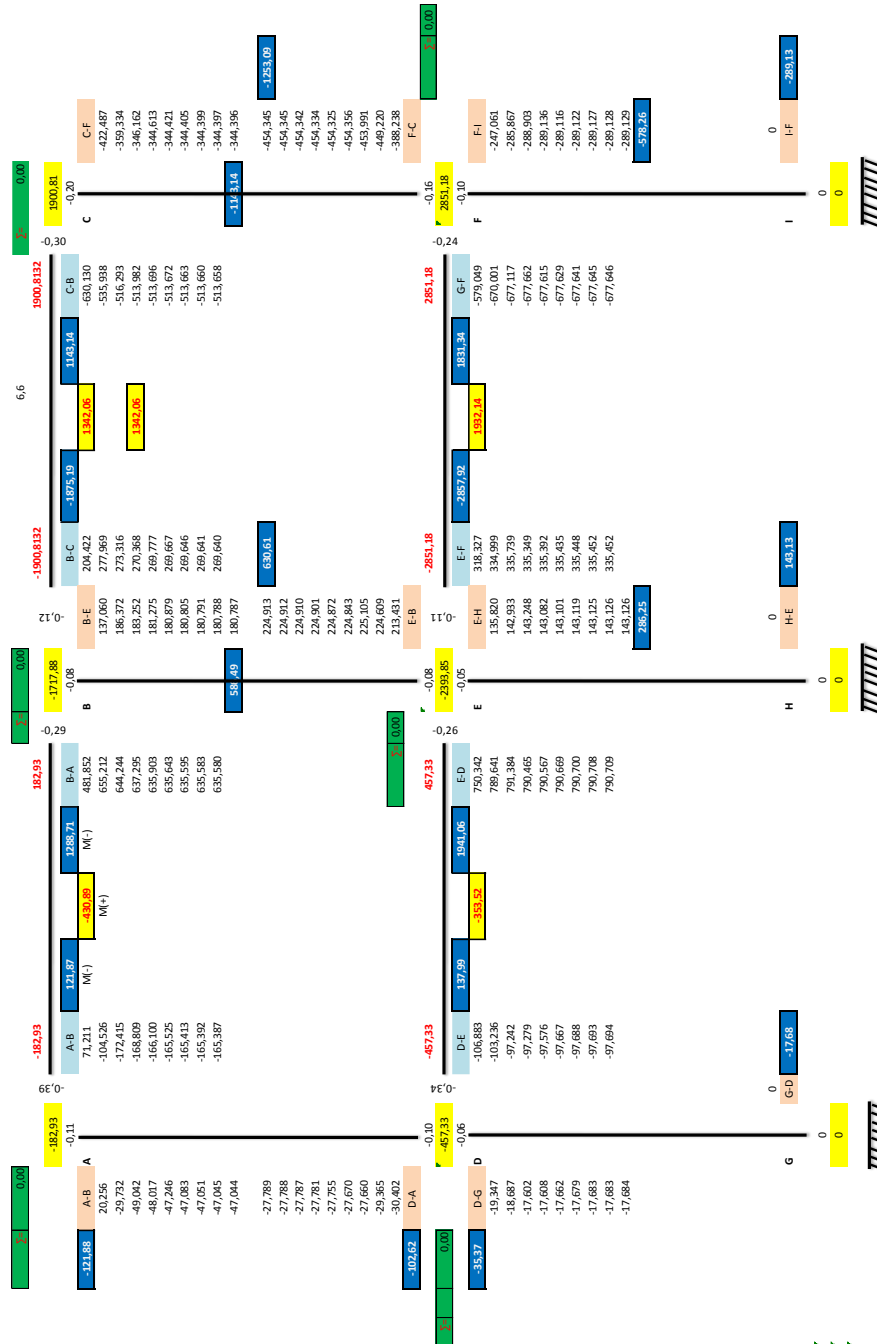 Σ= 0,00 Σ= 0,00 Σ= 0,00
-182,93 182,93 -1900,8132 6,6 1900,8132
-182,93 -1717,88 1900,81
-0,39 -0,62 -0,12 -0,30
-0,11 -0,08 -0,20
-121,88 A-B A A-B 121,87 1288,71 B-A B B-E B-C -1875,19 1143,14 C-B C C-F
20,256 71,211 M(-) -430,89 M(-) 481,852 137,060 204,422 1342,06 -630,130 -422,487
-29,732 -104,526 M(+) 655,212 186,372 277,969 -535,938 -359,334
-49,042 -172,415 644,244 183,252 273,316 1342,06 -516,293 -346,162
-48,017 -168,809 637,295 181,275 270,368 -513,982 -344,613
-47,246 -166,100 635,903 180,879 269,777 -513,696 -344,421
-47,083 -165,525 635,643 180,805 269,667 -513,672 -344,405
-47,051 -165,413 635,595 180,791 269,646 -513,663 -344,399
-47,045 -165,392 635,583 180,788 269,641 -513,660 -344,397
-47,044 -165,387 635,580 180,787 269,640 -513,658 -344,396
-1143,14
630,61 -1253,09
-27,789 224,913 -454,345
-27,788 224,912 -454,345
-27,787 224,910 -454,342
-27,781 224,901 -454,334
-27,755 224,872 -454,325
-27,670 224,843 -454,356
-27,660 225,105 -453,991
-29,365 224,609 -449,220
-30,402 213,431 -388,238
-102,62 D-A Σ= 0,00 E-B F-C Σ= 0,00
Σ= 0,00 -457,33 457,33 -2851,18 2851,18
-0,10 -0,08 -0,16
-457,33 -2393,85 2851,18
-0,34 -0,26 -0,11 -0,24
-0,06 -0,05 -0,10
-35,37 D-G D D-E 137,99 1941,06 E-D E E-H E-F -2857,92 1831,34 G-F F F-I
-19,347 -106,883 -353,52 750,342 135,820 318,327 1932,14 -579,049 -247,061
-18,687 -103,236 789,641 142,933 334,999 -670,001 -285,867
-17,602 -97,242 791,384 143,248 335,739 -677,117 -288,903
-17,608 -97,279 790,465 143,082 335,349 -677,662 -289,136
-17,662 -97,576 790,567 143,101 335,392 -677,615 -289,116
-17,679 -97,667 790,669 143,119 335,435 -677,629 -289,122
-17,683 -97,688 790,700 143,125 335,448 -677,641 -289,127
-17,683 -97,693 790,708 143,126 335,452 -677,645 -289,128
-17,684 -97,694 790,709 143,126 335,452 -677,646 -289,129
286,25 -578,26
0 0 0
G G-D -17,68 H H-E 143,13 I I-F -289,13
0 0 0
0 0 0